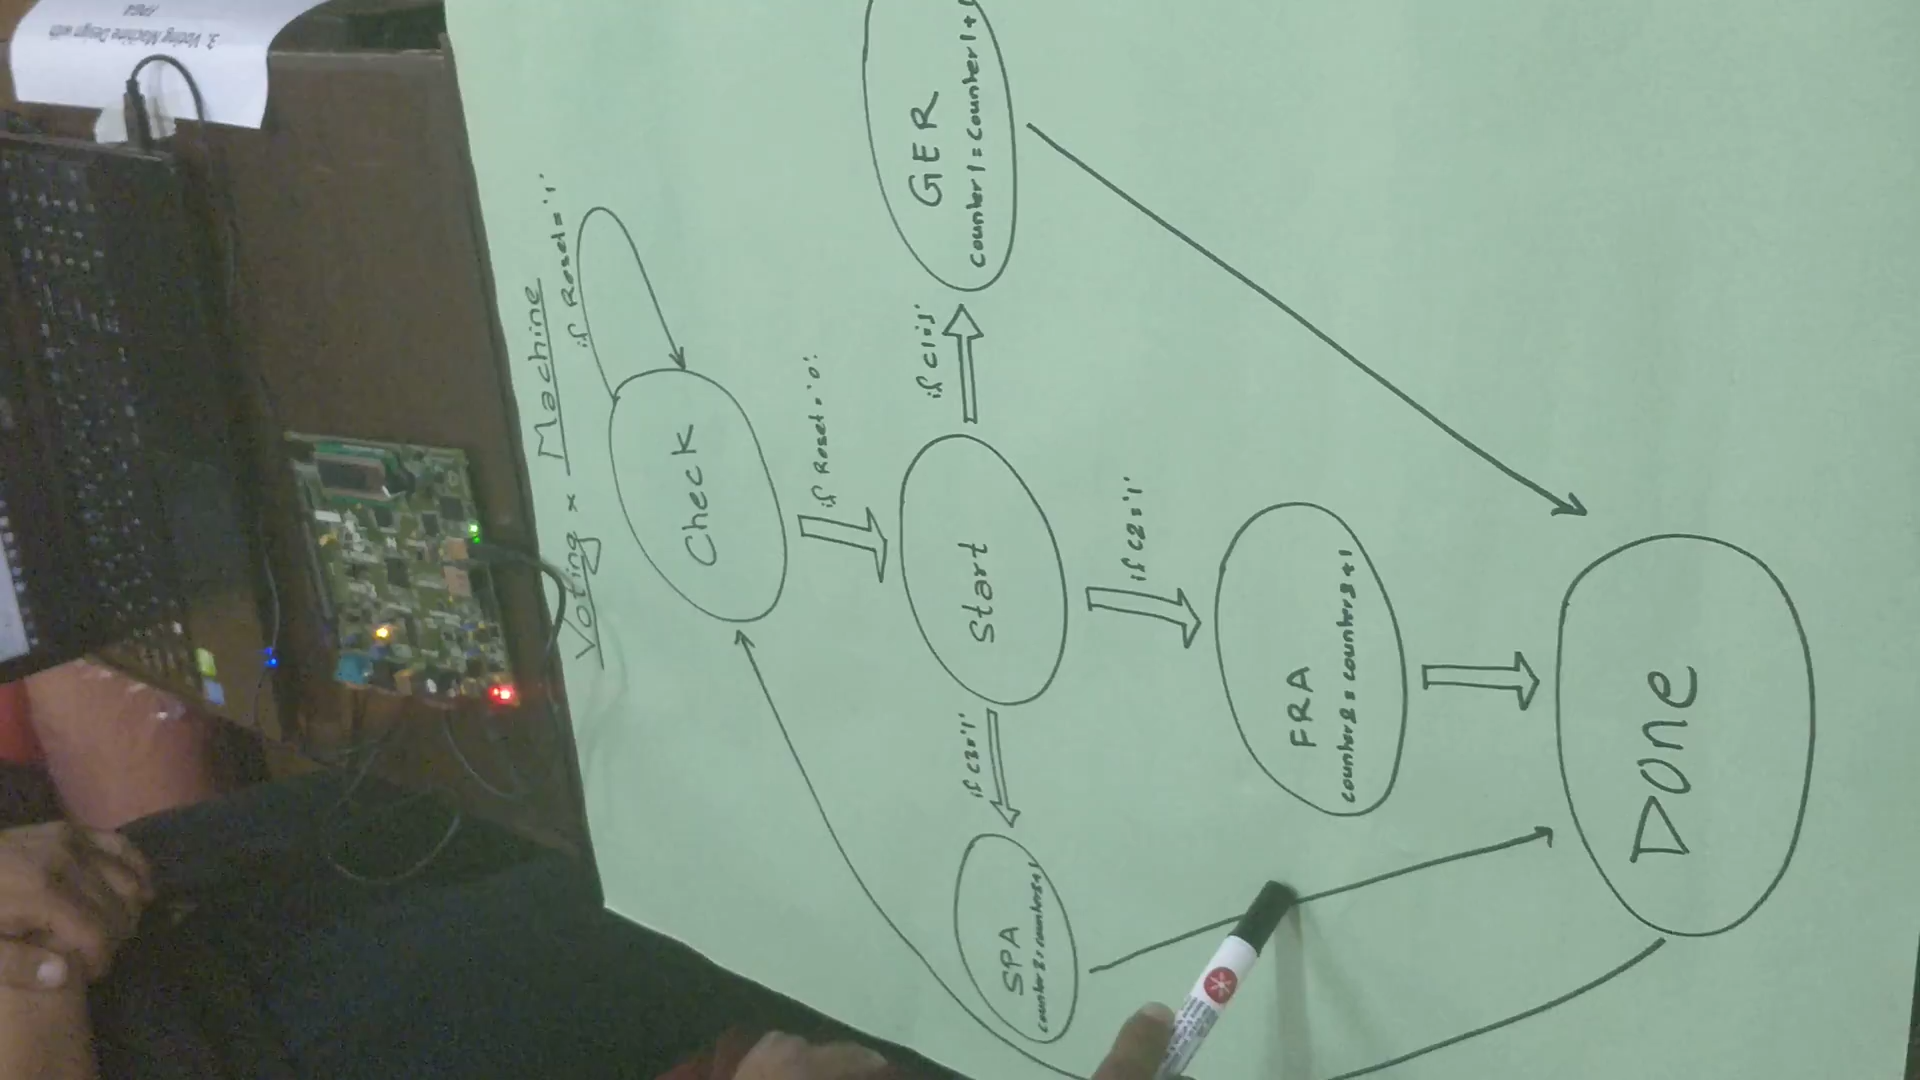 3. Voting Machine Design with
FPGA
Voting Machine
if Reset='1'
Check
if Reset='0'
Start
if C1='1'
GER
counter1=counter1+1
if C2='1'
FRA
counter2=counter2+1
if C3='1'
SPA
counter3=counter3+1
Done